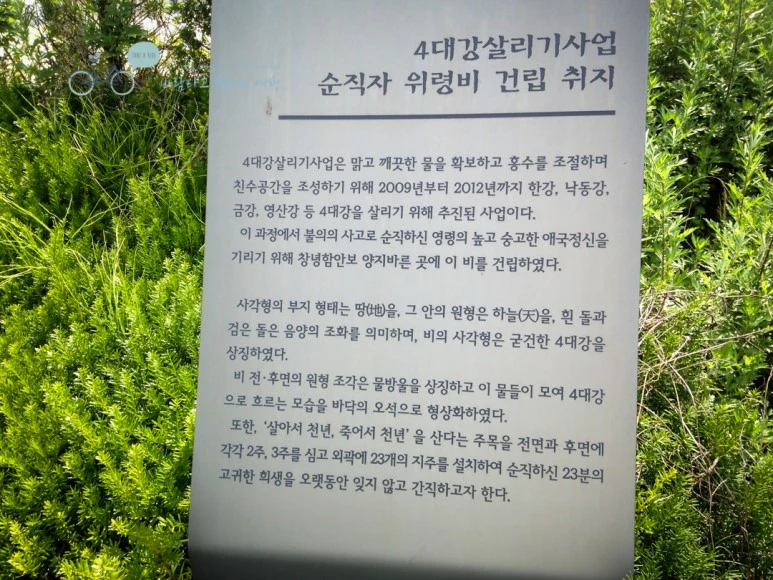 4대강살리기사업
순직자 위령비 건립 취지
4대강살리기사업은 맑고 깨끗한 물을 확보하고 홍수를 조절하며
친수공간을 조성하기 위해 2009년부터 2012년까지 한강, 낙동강,
금강, 영산강 등 4대강을 살리기 위해 추진된 사업이다.
이 과정에서 불의의 사고로 순직하신 영령의 높고 숭고한 애국정신을
기리기 위해 창녕함안보 양지바른 곳에 이 비를 건립하였다.
사각형의 부지 형태는 땅(地)을, 그 안의 원형은 하늘(天)을, 흰 돌과
검은 돌은 음양의 조화를 의미하며, 비의 사각형은 굳건한 4대강을
상징하였다.
비 전·후면의 원형 조각은 물방울을 상징하고 이 물들이 모여 4대강
으로 흐르는 모습을 바닥의 오석으로 형상화하였다.
또한, '살아서 천년, 죽어서 천년' 을 산다는 주목을 전면과 후면에
각각 2주, 3주를 심고 외곽에 23개의 지주를 설치하여 순직하신 23분의
고귀한 희생을 오랫동안 잊지 않고 간직하고자 한다.